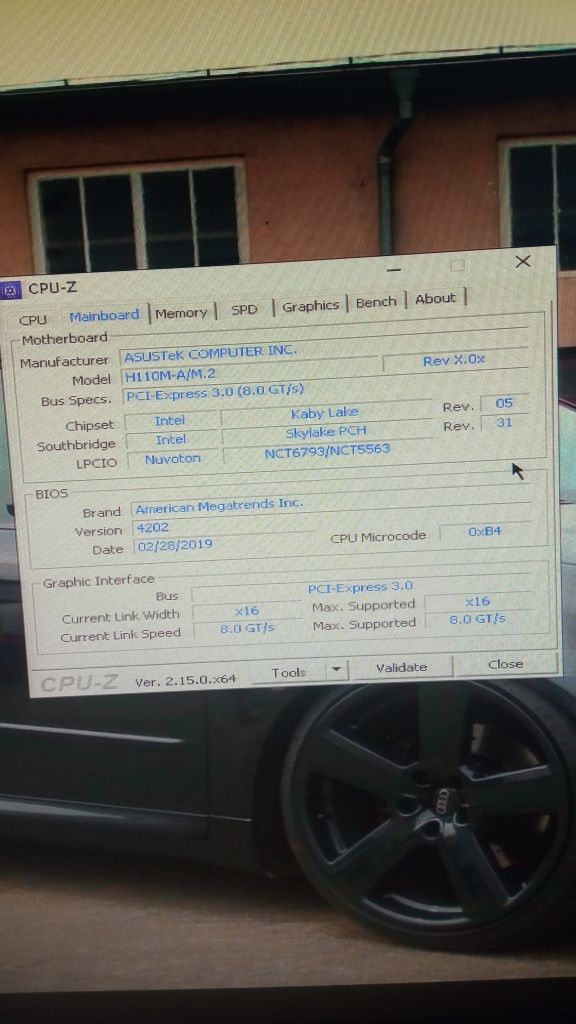 CPU-Z
CPU Mainboard Memory SPD Graphics Bench About
Motherboard
Manufacturer ASUSTeK COMPUTER INC.
Model H110M-A/M.2 Rev X.0x
Bus Specs. PCI-Express 3.0 (8.0 GT/s)
Chipset Intel Kaby Lake Rev. 05
Southbridge Intel Skylake PCH Rev. 31
LPCIO Nuvoton NCT6793/NCT5563
BIOS
Brand American Megatrends Inc.
Version 4202
Date 02/28/2019 CPU Microcode 0xB4
Graphic Interface
Bus PCI-Express 3.0
Current Link Width x16 Max. Supported x16
Current Link Speed 8.0 GT/s Max. Supported 8.0 GT/s
CPU-Z Ver. 2.15.0.x64 Tools Validate Close